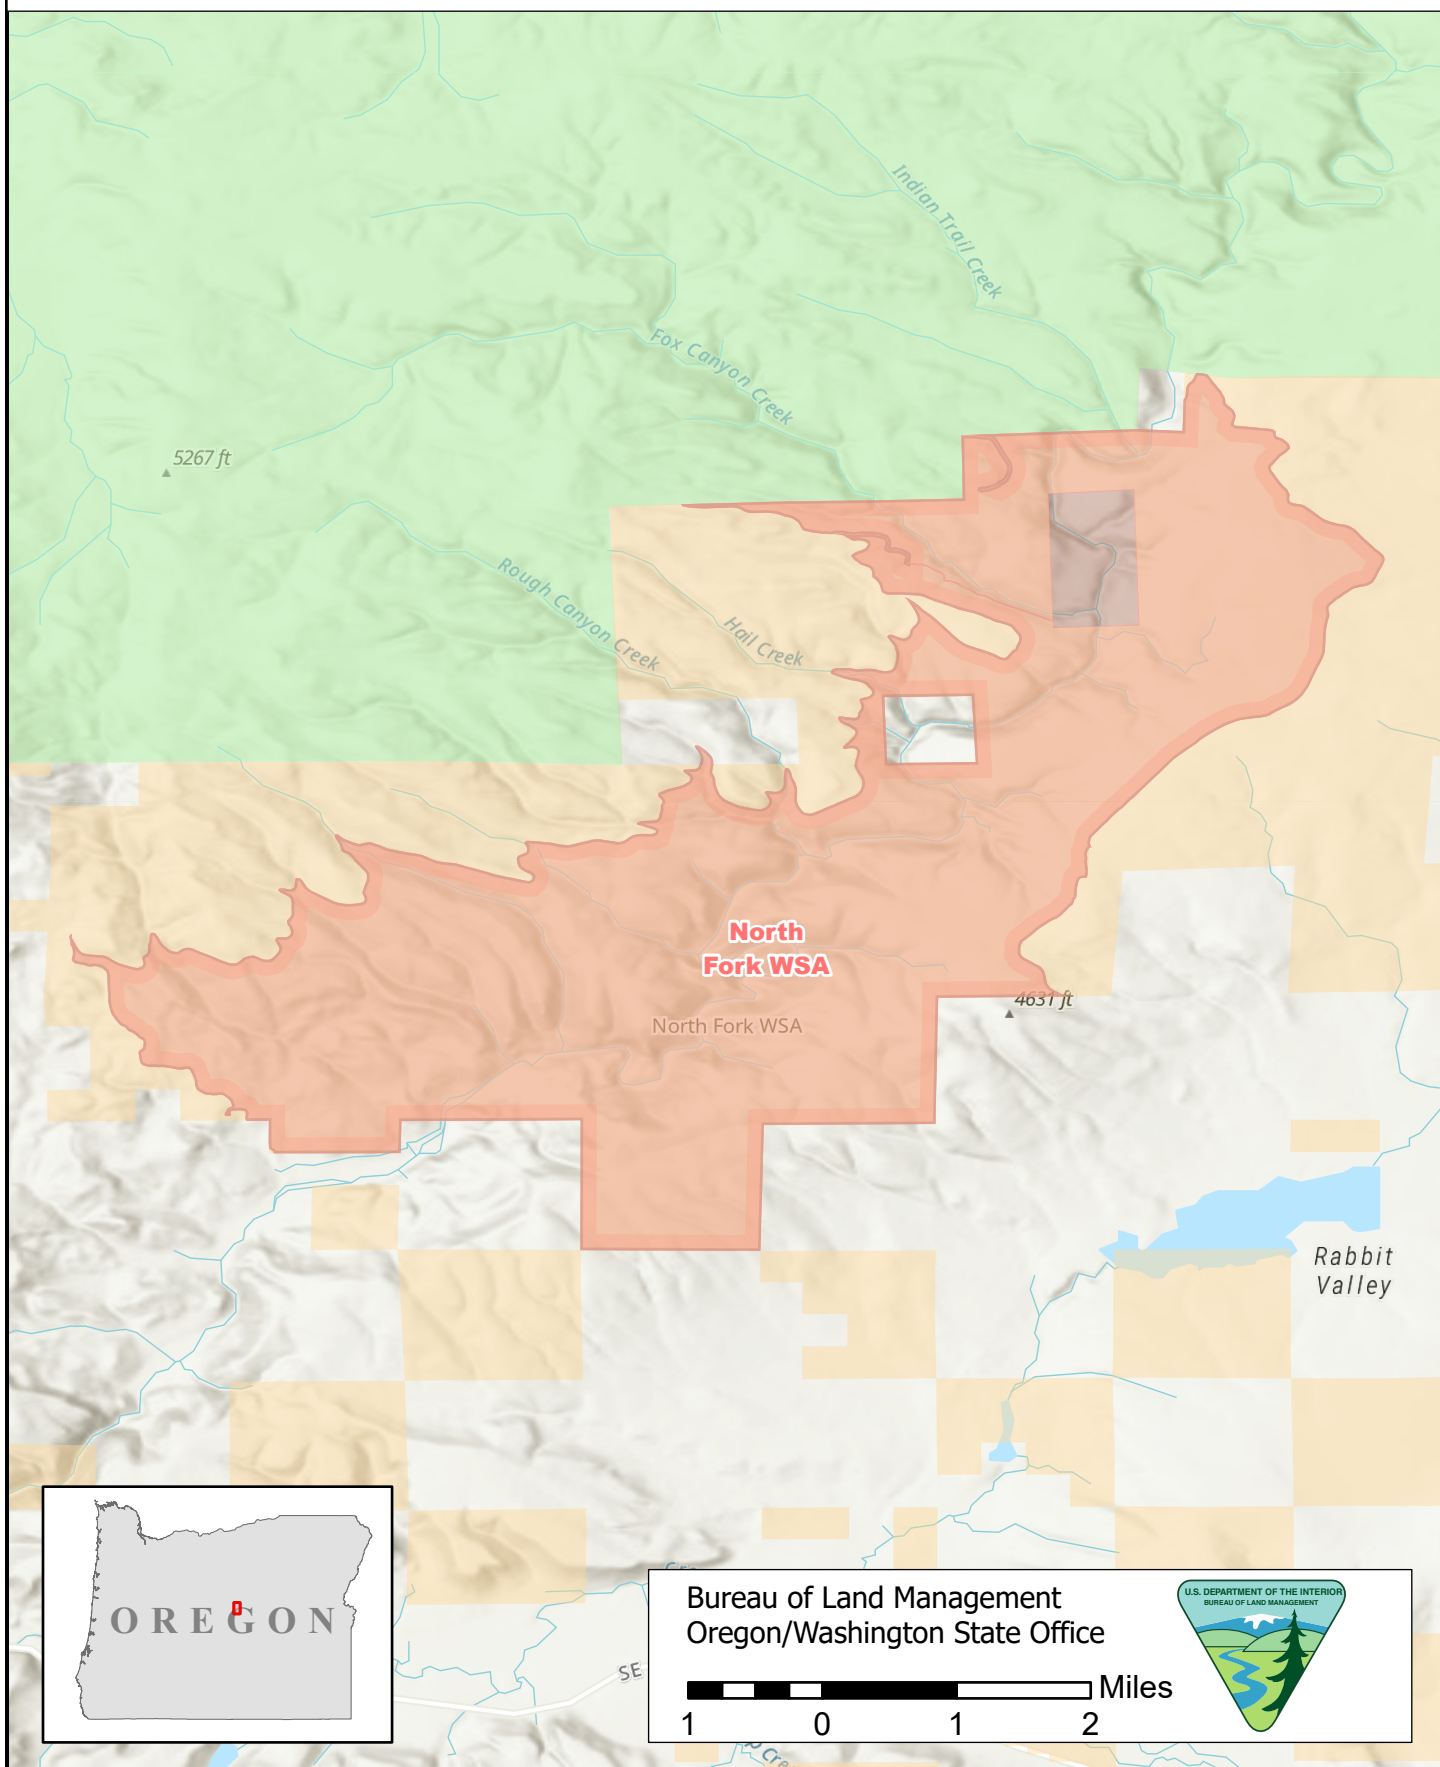 Indian Trail Creek
Fox Canyon Creek
5267 ft
Rough Canyon Creek
Hail Creek
North
Fork WSA
4631 ft
North Fork WSA
Rabbit
Valley
OREGON
SE
Bureau of Land Management
Oregon/Washington State Office
Miles
1 0 1 2
U.S. DEPARTMENT OF THE INTERIOR
BUREAU OF LAND MANAGEMENT